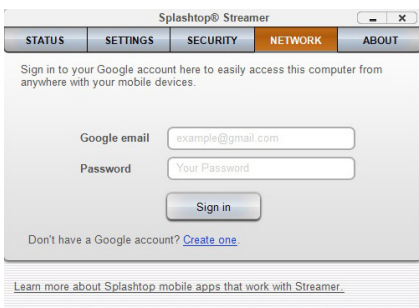 Splashtop® Streamer
STATUS SETTINGS SECURITY NETWORK ABOUT
Sign in to your Google account here to easily access this computer from
anywhere with your mobile devices.
Google email example@gmail.com
Password Your Password
Sign in
Don't have a Google account? Create one.
Learn more about Splashtop mobile apps that work with Streamer.